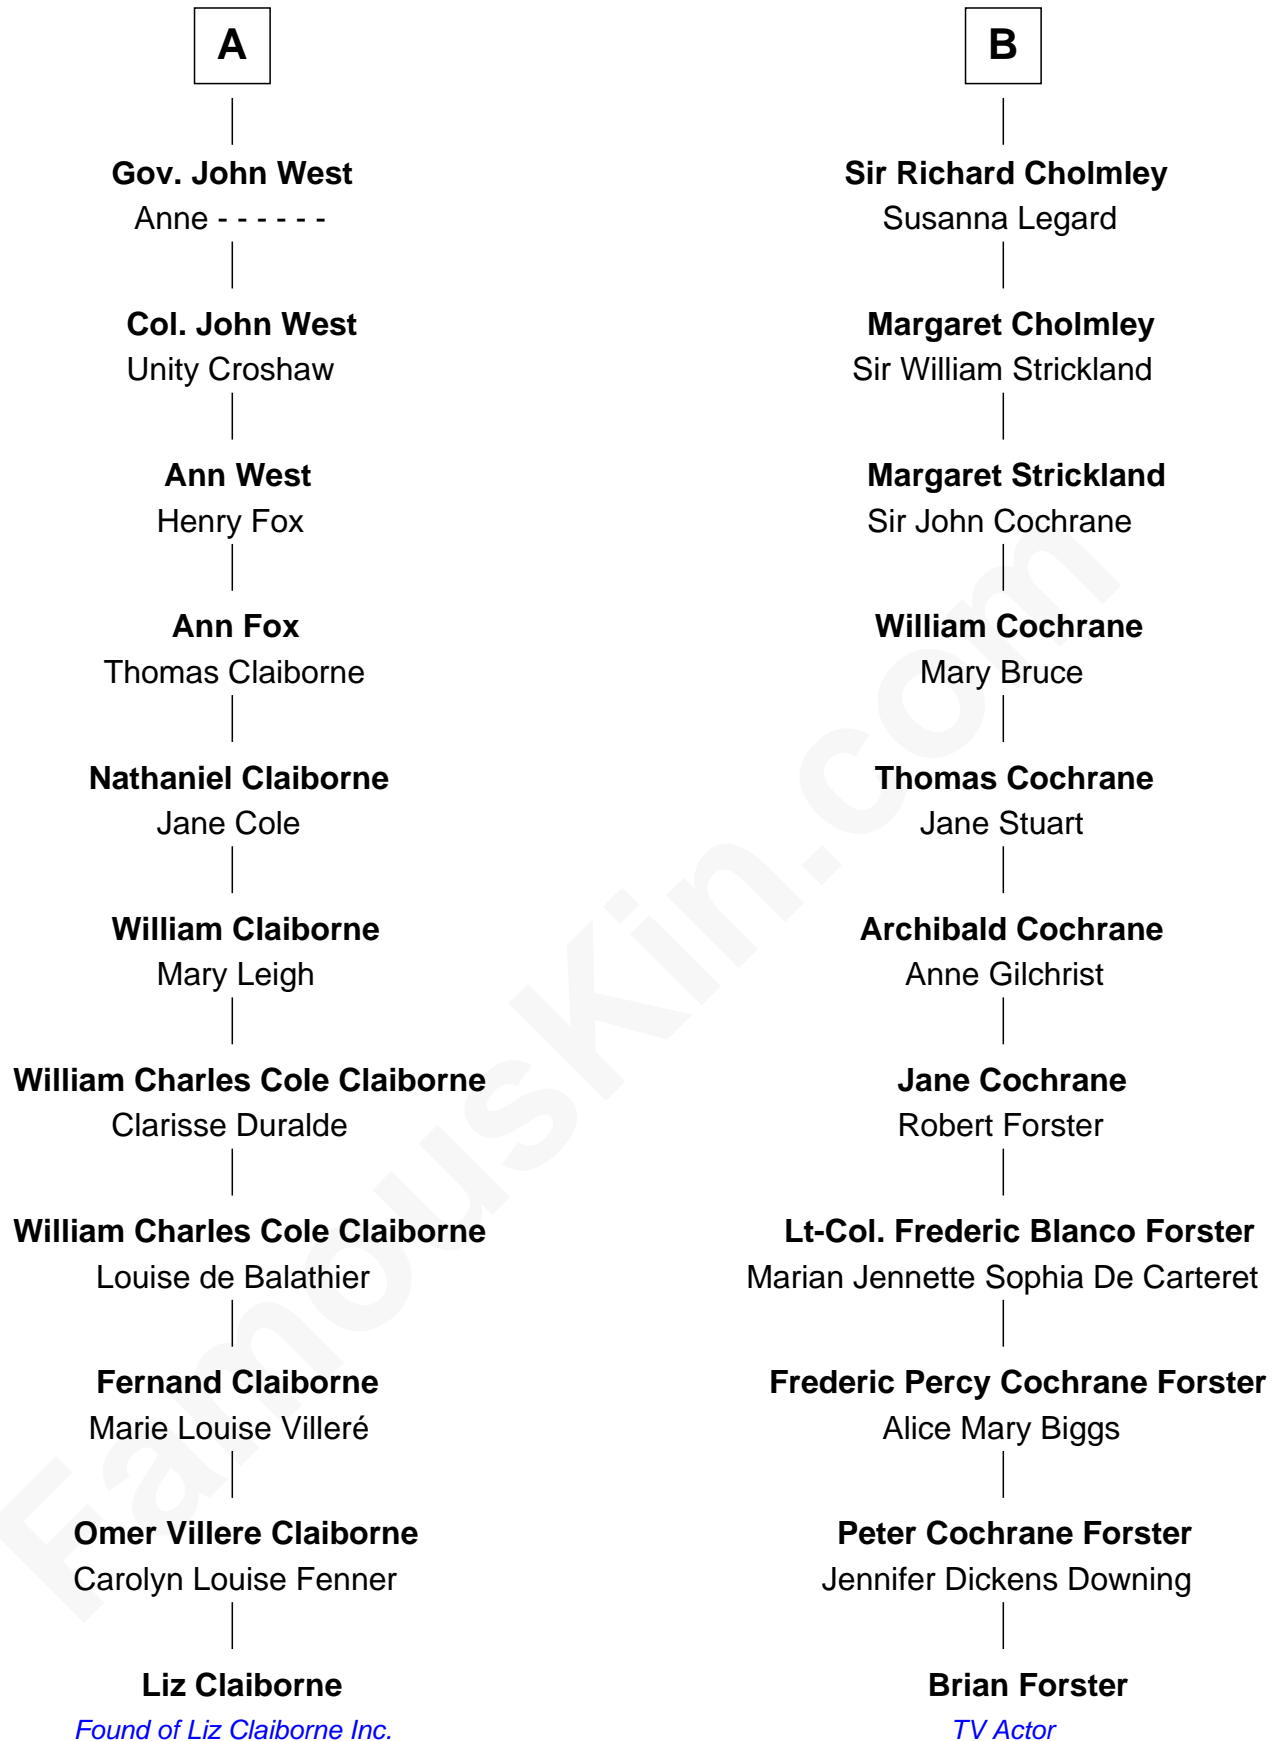 A
Gov. John West
Anne - - - - - -
Col. John West
Unity Croshaw
Ann West
Henry Fox
Ann Fox
Thomas Claiborne
Nathaniel Claiborne
Jane Cole
William Claiborne
Mary Leigh
William Charles Cole Claiborne
Clarisse Duralde
William Charles Cole Claiborne
Louise de Balathier
Fernand Claiborne
Marie Louise Villeré
Omer Villere Claiborne
Carolyn Louise Fenner
Liz Claiborne
Found of Liz Claiborne Inc.
B
Sir Richard Cholmley
Susanna Legard
Margaret Cholmley
Sir William Strickland
Margaret Strickland
Sir John Cochrane
William Cochrane
Mary Bruce
Thomas Cochrane
Jane Stuart
Archibald Cochrane
Anne Gilchrist
Jane Cochrane
Robert Forster
Lt-Col. Frederic Blanco Forster
Marian Jennette Sophia De Carteret
Frederic Percy Cochrane Forster
Alice Mary Biggs
Peter Cochrane Forster
Jennifer Dickens Downing
Brian Forster
TV Actor
FamousKin.com